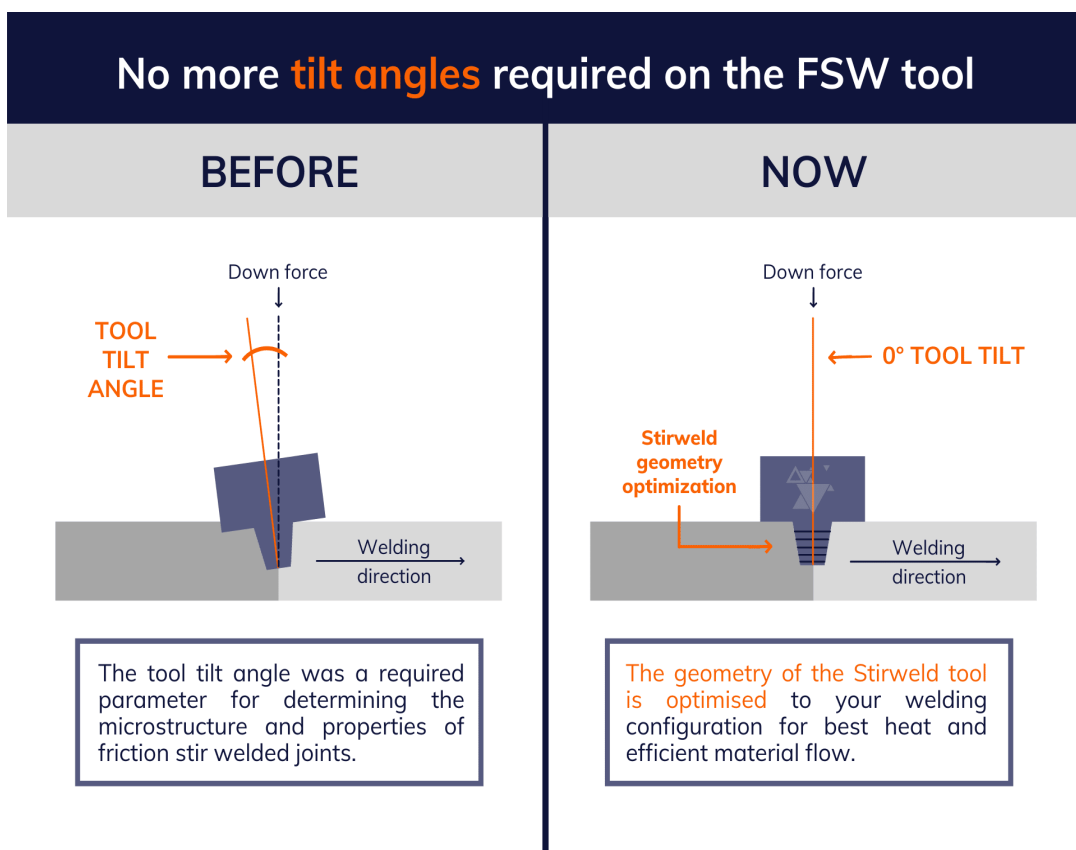 No more tilt angles required on the FSW tool
BEFORE
Down force
TOOL
TILT
ANGLE
Welding
direction
The tool tilt angle was a required
parameter for determining the
microstructure and properties of
friction stir welded joints.
NOW
Down force
0° TOOL TILT
Stirweld
geometry
optimization
Welding
direction
The geometry of the Stirweld tool
is optimised to your welding
configuration for best heat and
efficient material flow.